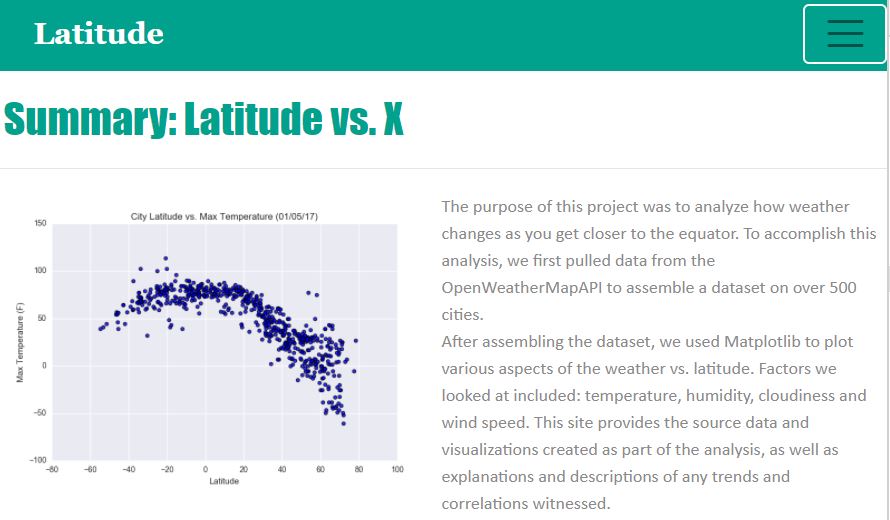 Latitude
Summary: Latitude vs. X
City Latitude vs. Max Temperature (01/05/17)
150
100
50
0
−50
−100
Max Temperature (F)
−80 −60 −40 −20 0 20 40 60 80 100
Latitude
The purpose of this project was to analyze how weather
changes as you get closer to the equator. To accomplish this
analysis, we first pulled data from the
OpenWeatherMapAPI to assemble a dataset on over 500
cities.
After assembling the dataset, we used Matplotlib to plot
various aspects of the weather vs. latitude. Factors we
looked at included: temperature, humidity, cloudiness and
wind speed. This site provides the source data and
visualizations created as part of the analysis, as well as
explanations and descriptions of any trends and
correlations witnessed.